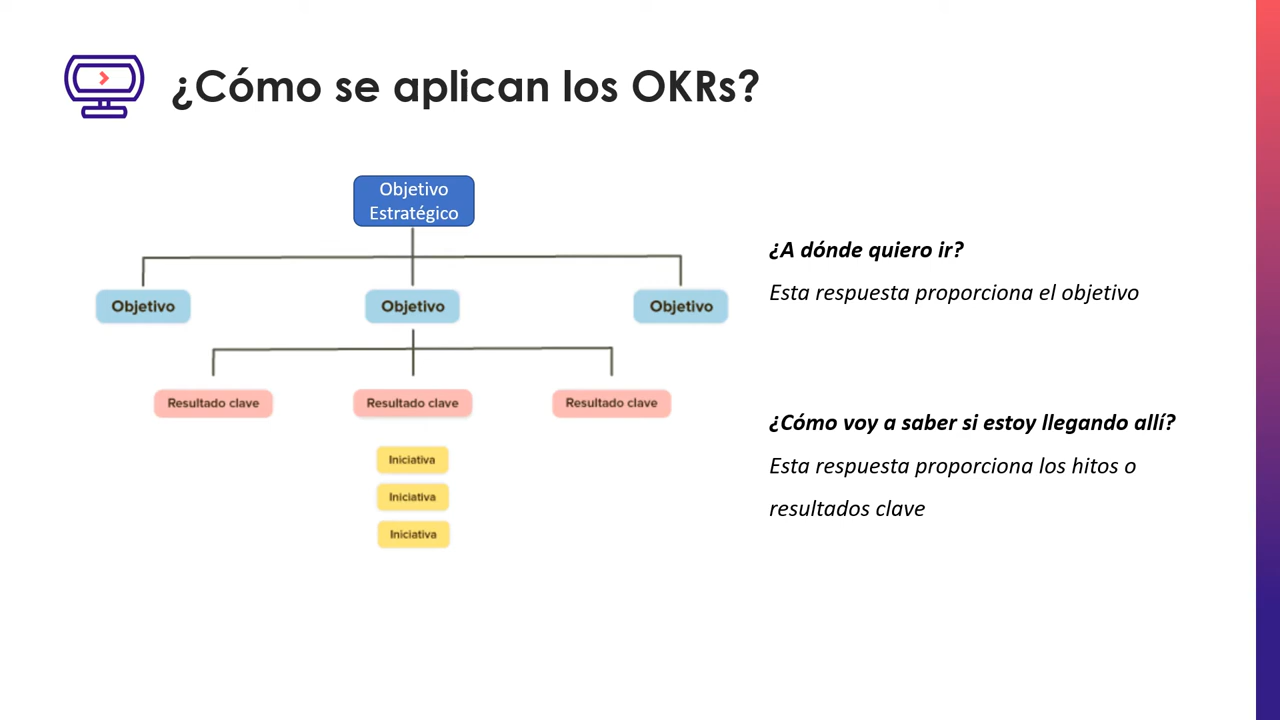 ¿Cómo se aplican los OKRs?
Objetivo
Estratégico
Objetivo
Objetivo
Objetivo
Resultado clave
Resultado clave
Resultado clave
Iniciativa
Iniciativa
Iniciativa
¿A dónde quiero ir?
Esta respuesta proporciona el objetivo
¿Cómo voy a saber si estoy llegando allí?
Esta respuesta proporciona los hitos o
resultados clave